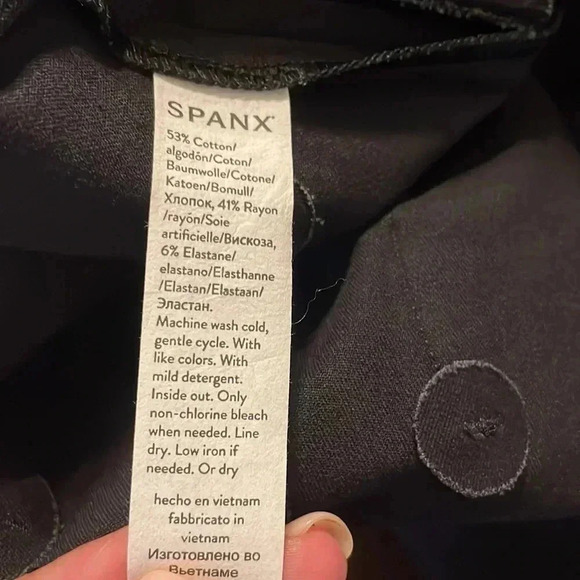 SPANX®
53% Cotton/
algodón/Coton/
Baumwolle/Cotone/
Katoen/Bomull/
Хлопок, 41% Rayon
/rayón/Soie
artificielle/Вискоза,
6% Elastane/
elastano/Elasthanne
/Elastan/Elastaan/
Эластан.
Machine wash cold,
gentle cycle. With
like colors. With
mild detergent.
Inside out. Only
non-chlorine bleach
when needed. Line
dry. Low iron if
needed. Or dry
hecho en vietnam
fabbricato in
vietnam
Изготовлено во
Вьетнаме